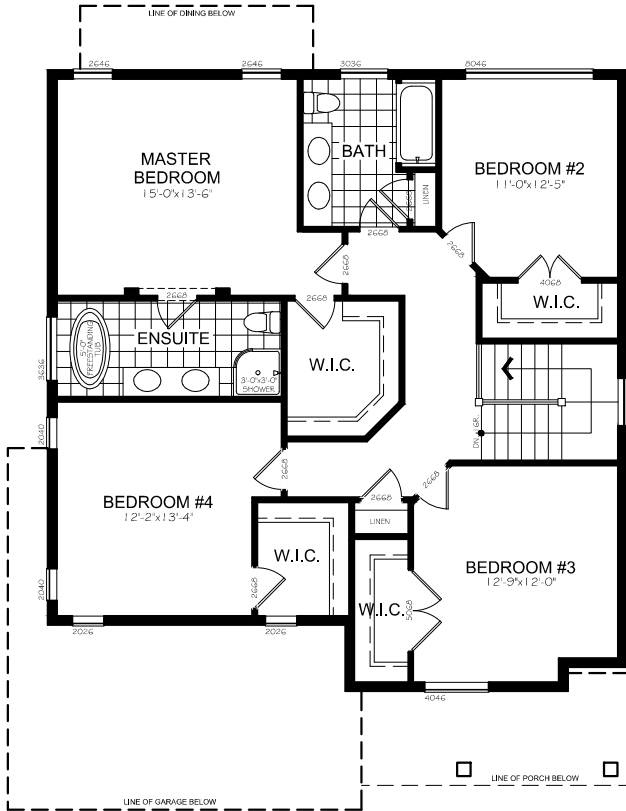 LINE OF DINING BELOW
2646
2646
3036
8046
MASTER
BEDROOM
15'-0"x13'-6"
BATH
LINEN
2668
2668
BEDROOM #2
11'-0"x12'-5"
2668
2668
4068
W.I.C.
2668
2668
ENSUITE
5'-0"
FREESTANDING
TUB
3'-0"x3'-0"
SHOWER
W.I.C.
3636
2040
DN. 16R.
2668
2668
2668
LINEN
BEDROOM #4
12'-2"x13'-4"
W.I.C.
2668
BEDROOM #3
12'-9"x12'-0"
W.I.C.
5068
2040
2026
2026
4046
LINE OF PORCH BELOW
LINE OF GARAGE BELOW